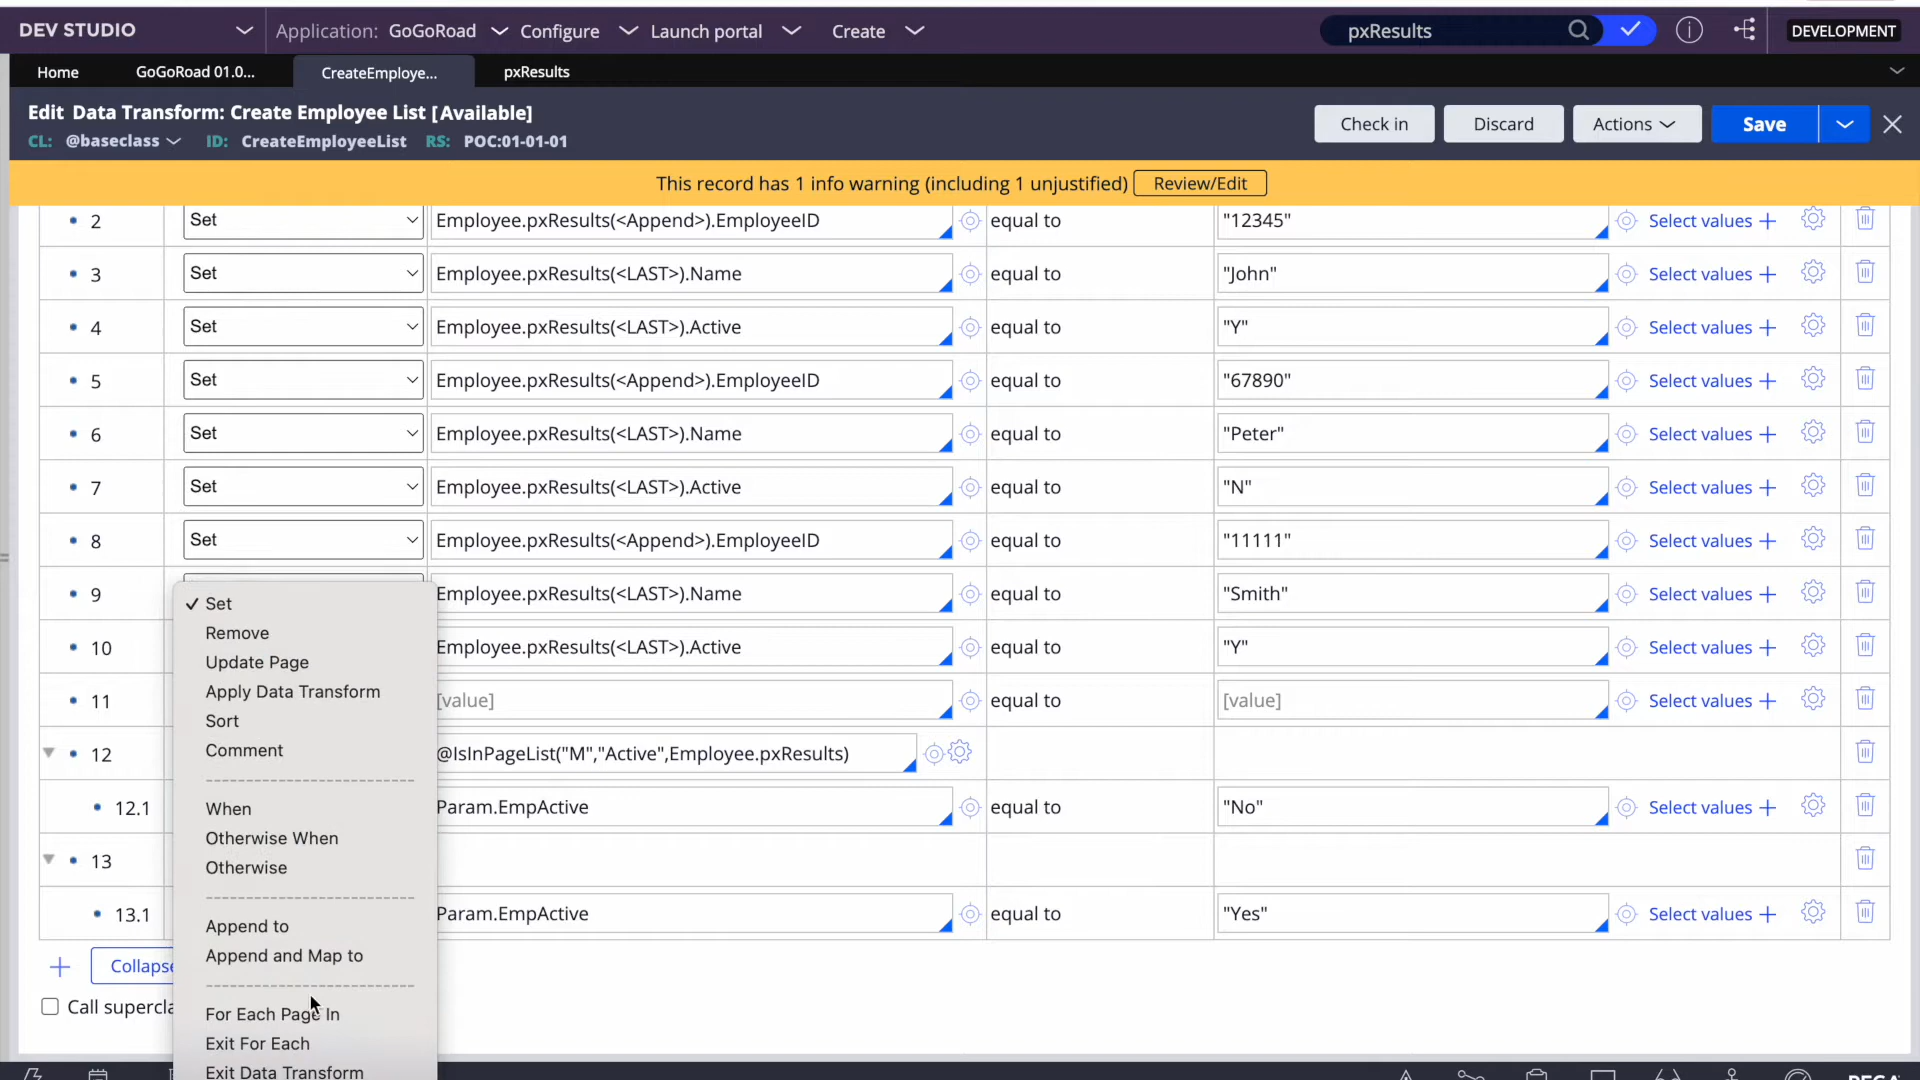 DEV STUDIO
Application: GoGoRoad Configure Launch portal Create
pxResults
DEVELOPMENT
Home GoGoRoad 01.0... CreateEmploye... pxResults
Edit Data Transform: Create Employee List [Available]
CL: @baseclass ID: CreateEmployeeList RS: POC:01-01-01
Check in Discard Actions Save
This record has 1 info warning (including 1 unjustified) Review/Edit
2 Set Employee.pxResults(<Append>).EmployeeID equal to "12345" Select values
3 Set Employee.pxResults(<LAST>).Name equal to "John" Select values
4 Set Employee.pxResults(<LAST>).Active equal to "Y" Select values
5 Set Employee.pxResults(<Append>).EmployeeID equal to "67890" Select values
6 Set Employee.pxResults(<LAST>).Name equal to "Peter" Select values
7 Set Employee.pxResults(<LAST>).Active equal to "N" Select values
8 Set Employee.pxResults(<Append>).EmployeeID equal to "11111" Select values
9 Employee.pxResults(<LAST>).Name equal to "Smith" Select values
10 Employee.pxResults(<LAST>).Active equal to "Y" Select values
11 [value] equal to [value] Select values
12 @IsInPageList("M","Active",Employee.pxResults)
12.1 Param.EmpActive equal to "No" Select values
13
13.1 Param.EmpActive equal to "Yes" Select values
Collapse
Call supercla
Set
Remove
Update Page
Apply Data Transform
Sort
Comment
When
Otherwise When
Otherwise
Append to
Append and Map to
For Each Page In
Exit For Each
Exit Data Transform
PEGA